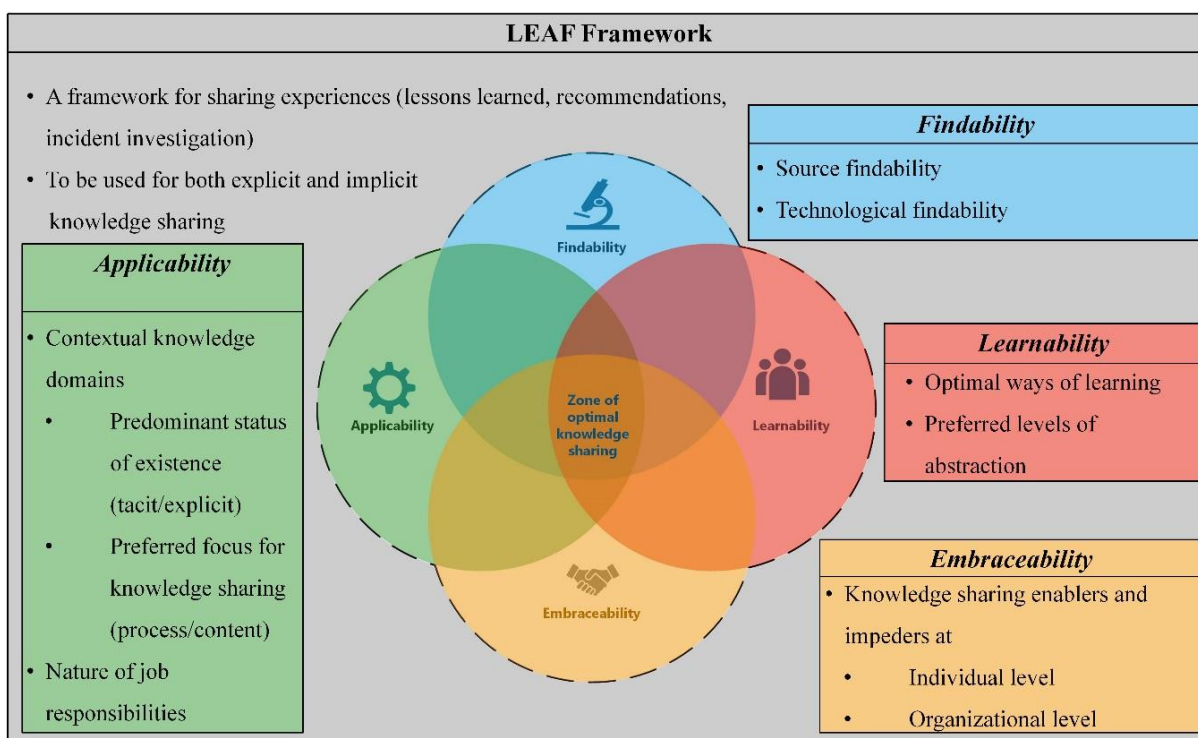 LEAF Framework
• A framework for sharing experiences (lessons learned, recommendations,
incident investigation)
• To be used for both explicit and implicit
knowledge sharing
Findability
• Source findability
• Technological findability
Applicability
• Contextual knowledge
domains
• Predominant status
of existence
(tacit/explicit)
• Preferred focus for
knowledge sharing
(process/content)
• Nature of job
responsibilities
Findability
Applicability
Zone of
optimal
knowledge
sharing
Learnability
Embraceability
Learnability
• Optimal ways of learning
• Preferred levels of
abstraction
Embraceability
• Knowledge sharing enablers and
impeders at
• Individual level
• Organizational level